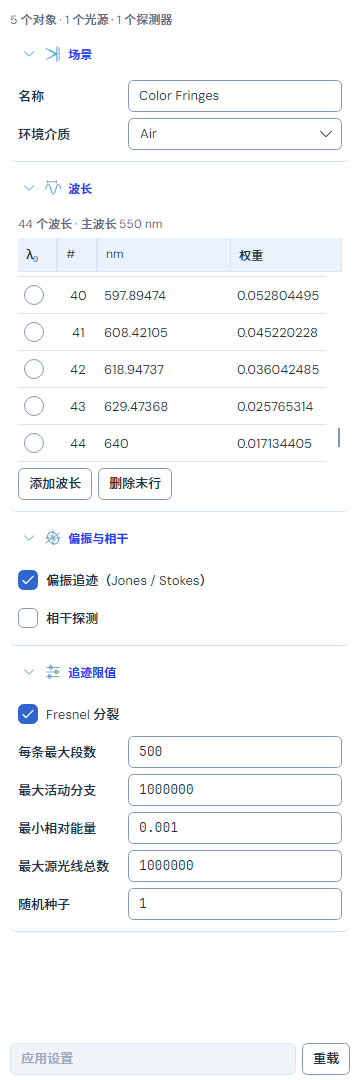 5 个对象 · 1 个光源 · 1 个探测器
场景
名称 Color Fringes
环境介质 Air
波长
44 个波长 · 主波长 550 nm
λ₀ # nm 权重
40 597.89474 0.052804495
41 608.42105 0.045220228
42 618.94737 0.036042485
43 629.47368 0.025765314
44 640 0.017134405
添加波长 删除末行
偏振与相干
偏振追迹（Jones / Stokes）
相干探测
追迹限值
Fresnel 分裂
每条最大段数 500
最大活动分支 1000000
最小相对能量 0.001
最大源光线总数 1000000
随机种子 1
应用设置 重载